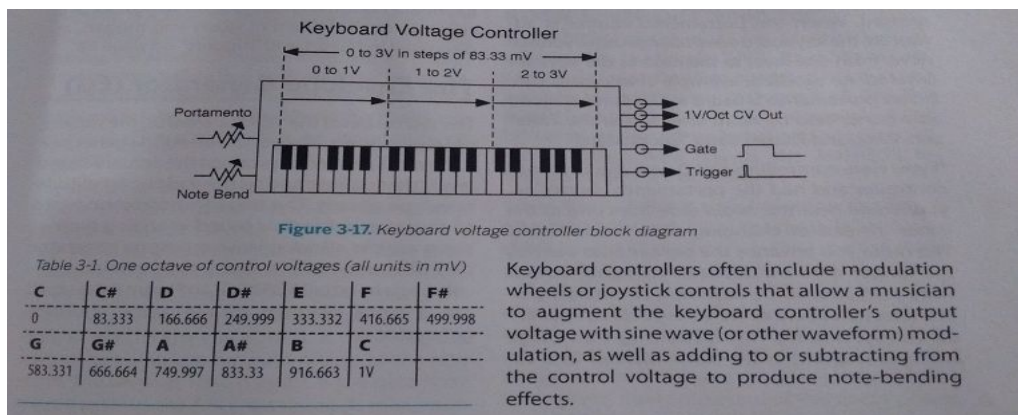 Keyboard Voltage Controller
0 to 3V in steps of 83.33 mV
0 to 1V 1 to 2V 2 to 3V
Portamento
1V/Oct CV Out
Gate
Trigger
Note Bend
Figure 3-17. Keyboard voltage controller block diagram
Table 3-1. One octave of control voltages (all units in mV)
C C# D D# E F F#
0 83.333 166.666 249.999 333.332 416.665 499.998
G G# A A# B C
583.331 666.664 749.997 833.33 916.663 1V
Keyboard controllers often include modulation
wheels or joystick controls that allow a musician
to augment the keyboard controller's output
voltage with sine wave (or other waveform) mod-
ulation, as well as adding to or subtracting from
the control voltage to produce note-bending
effects.